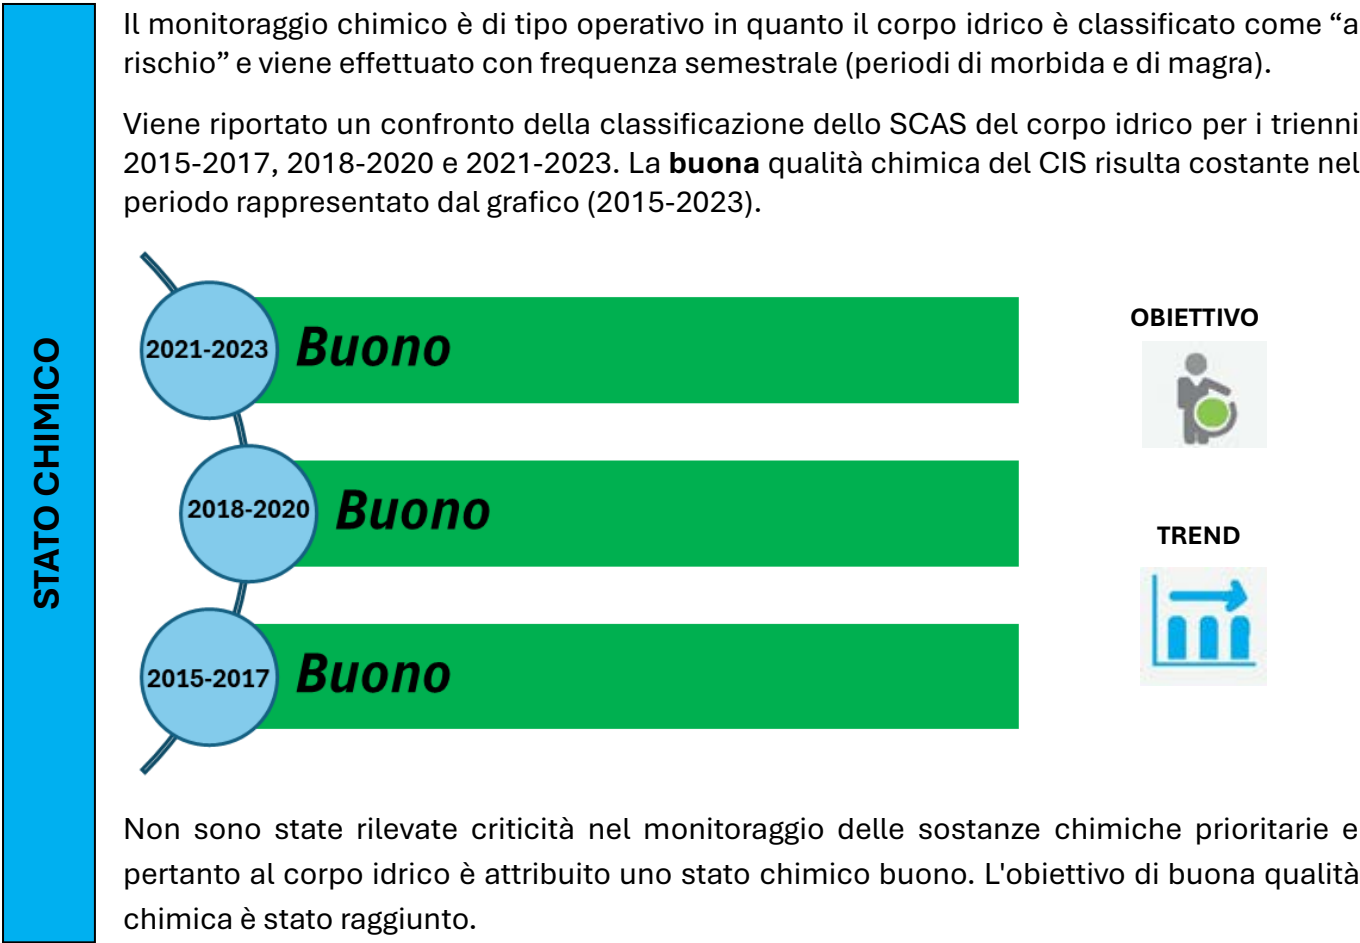 STATO CHIMICO
Il monitoraggio chimico è di tipo operativo in quanto il corpo idrico è classificato come “a
rischio” e viene effettuato con frequenza semestrale (periodi di morbida e di magra).
Viene riportato un confronto della classificazione dello SCAS del corpo idrico per i trienni
2015-2017, 2018-2020 e 2021-2023. La buona qualità chimica del CIS risulta costante nel
periodo rappresentato dal grafico (2015-2023).
2021-2023 Buono
2018-2020 Buono
2015-2017 Buono
OBIETTIVO
TREND
Non sono state rilevate criticità nel monitoraggio delle sostanze chimiche prioritarie e
pertanto al corpo idrico è attribuito uno stato chimico buono. L'obiettivo di buona qualità
chimica è stato raggiunto.